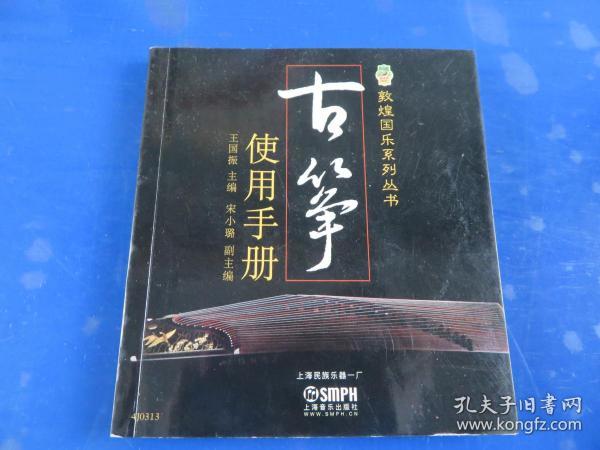 敦煌国乐系列丛书
古筝
使用手册
王国振 主编 宋小璐 副主编
上海民族乐器一厂
SMPH
上海音乐出版社
WWW.SMPH.CN
410313
孔夫子旧书网
kongfz.com